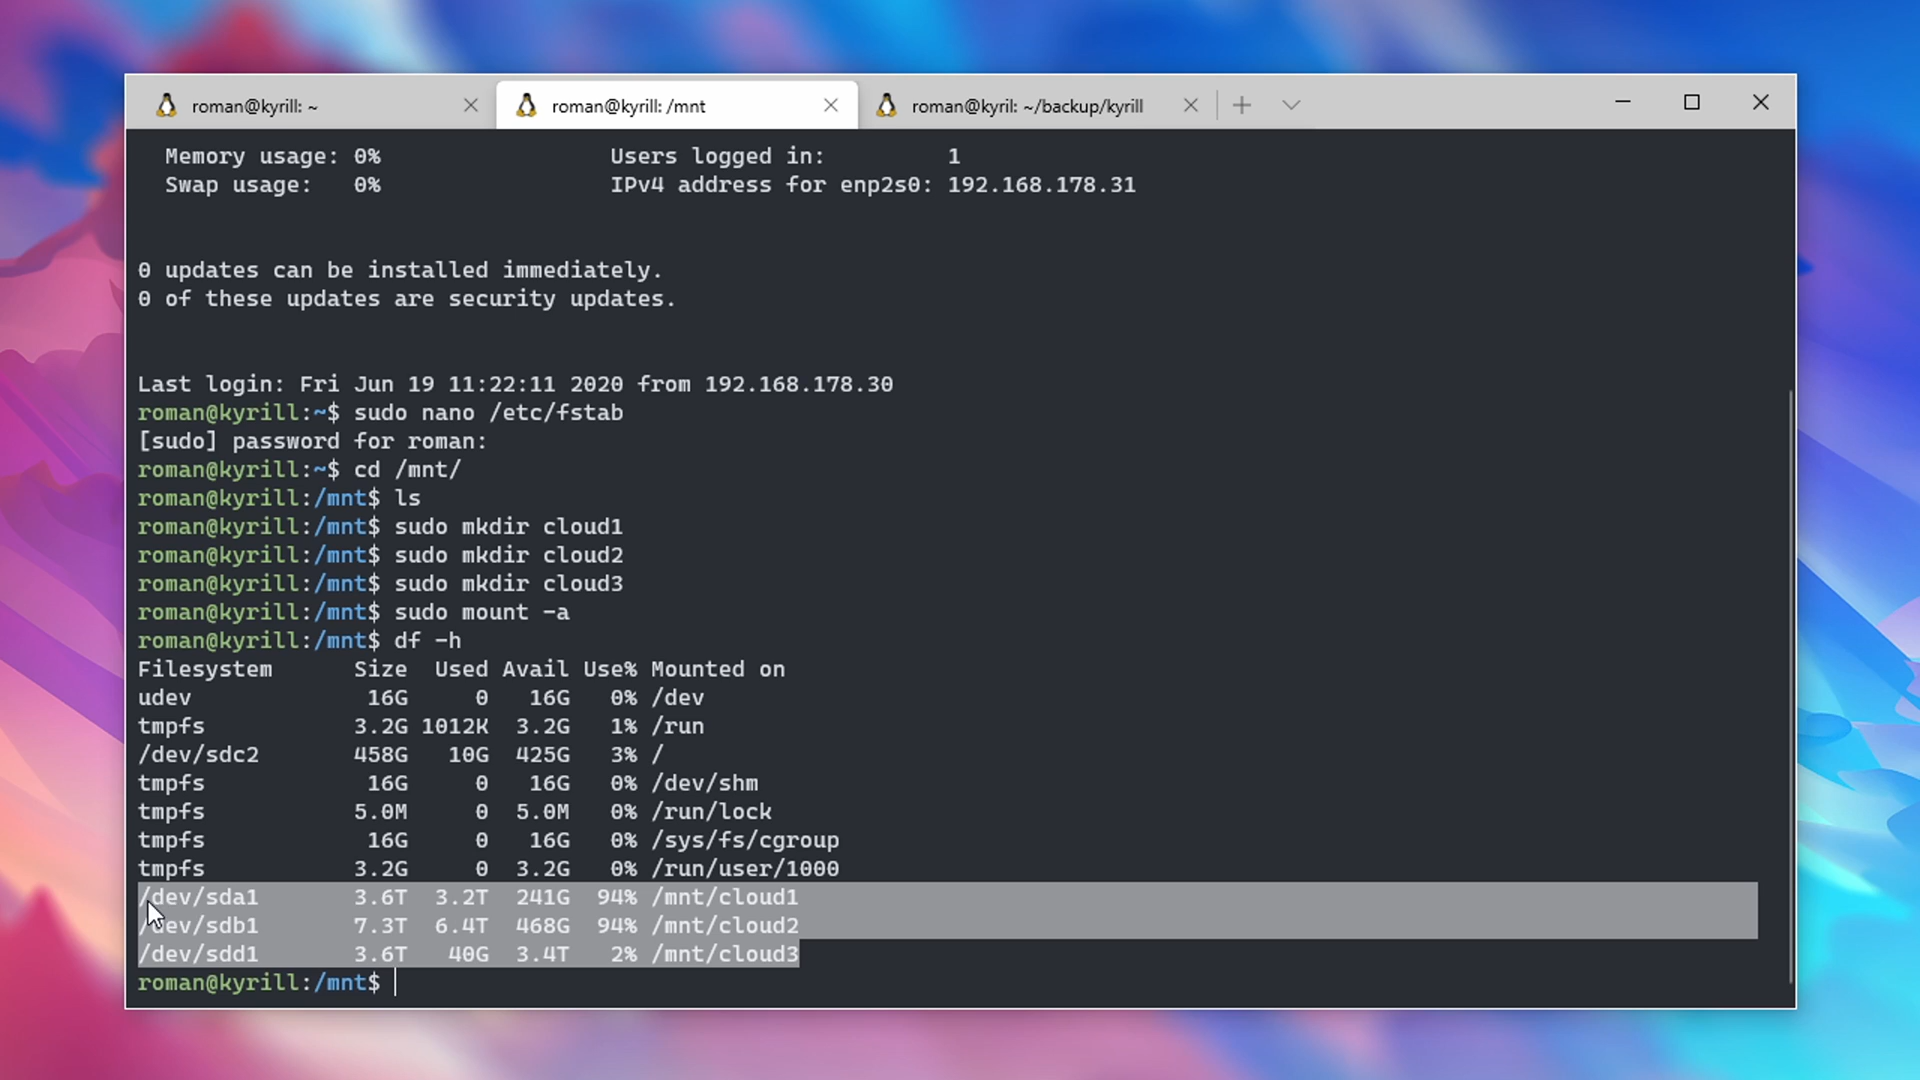 roman@kyrill: ~
roman@kyrill: /mnt
roman@kyril: ~/backup/kyrill
Memory usage: 0% Users logged in: 1
Swap usage: 0% IPv4 address for enp2s0: 192.168.178.31
0 updates can be installed immediately.
0 of these updates are security updates.
Last login: Fri Jun 19 11:22:11 2020 from 192.168.178.30
roman@kyrill:~$ sudo nano /etc/fstab
[sudo] password for roman:
roman@kyrill:~$ cd /mnt/
roman@kyrill:/mnt$ ls
roman@kyrill:/mnt$ sudo mkdir cloud1
roman@kyrill:/mnt$ sudo mkdir cloud2
roman@kyrill:/mnt$ sudo mkdir cloud3
roman@kyrill:/mnt$ sudo mount -a
roman@kyrill:/mnt$ df -h
Filesystem Size Used Avail Use% Mounted on
udev 16G 0 16G 0% /dev
tmpfs 3.2G 1012K 3.2G 1% /run
/dev/sdc2 458G 10G 425G 3% /
tmpfs 16G 0 16G 0% /dev/shm
tmpfs 5.0M 0 5.0M 0% /run/lock
tmpfs 16G 0 16G 0% /sys/fs/cgroup
tmpfs 3.2G 0 3.2G 0% /run/user/1000
/dev/sda1 3.6T 3.2T 241G 94% /mnt/cloud1
/dev/sdb1 7.3T 6.4T 468G 94% /mnt/cloud2
/dev/sdd1 3.6T 40G 3.4T 2% /mnt/cloud3
roman@kyrill:/mnt$